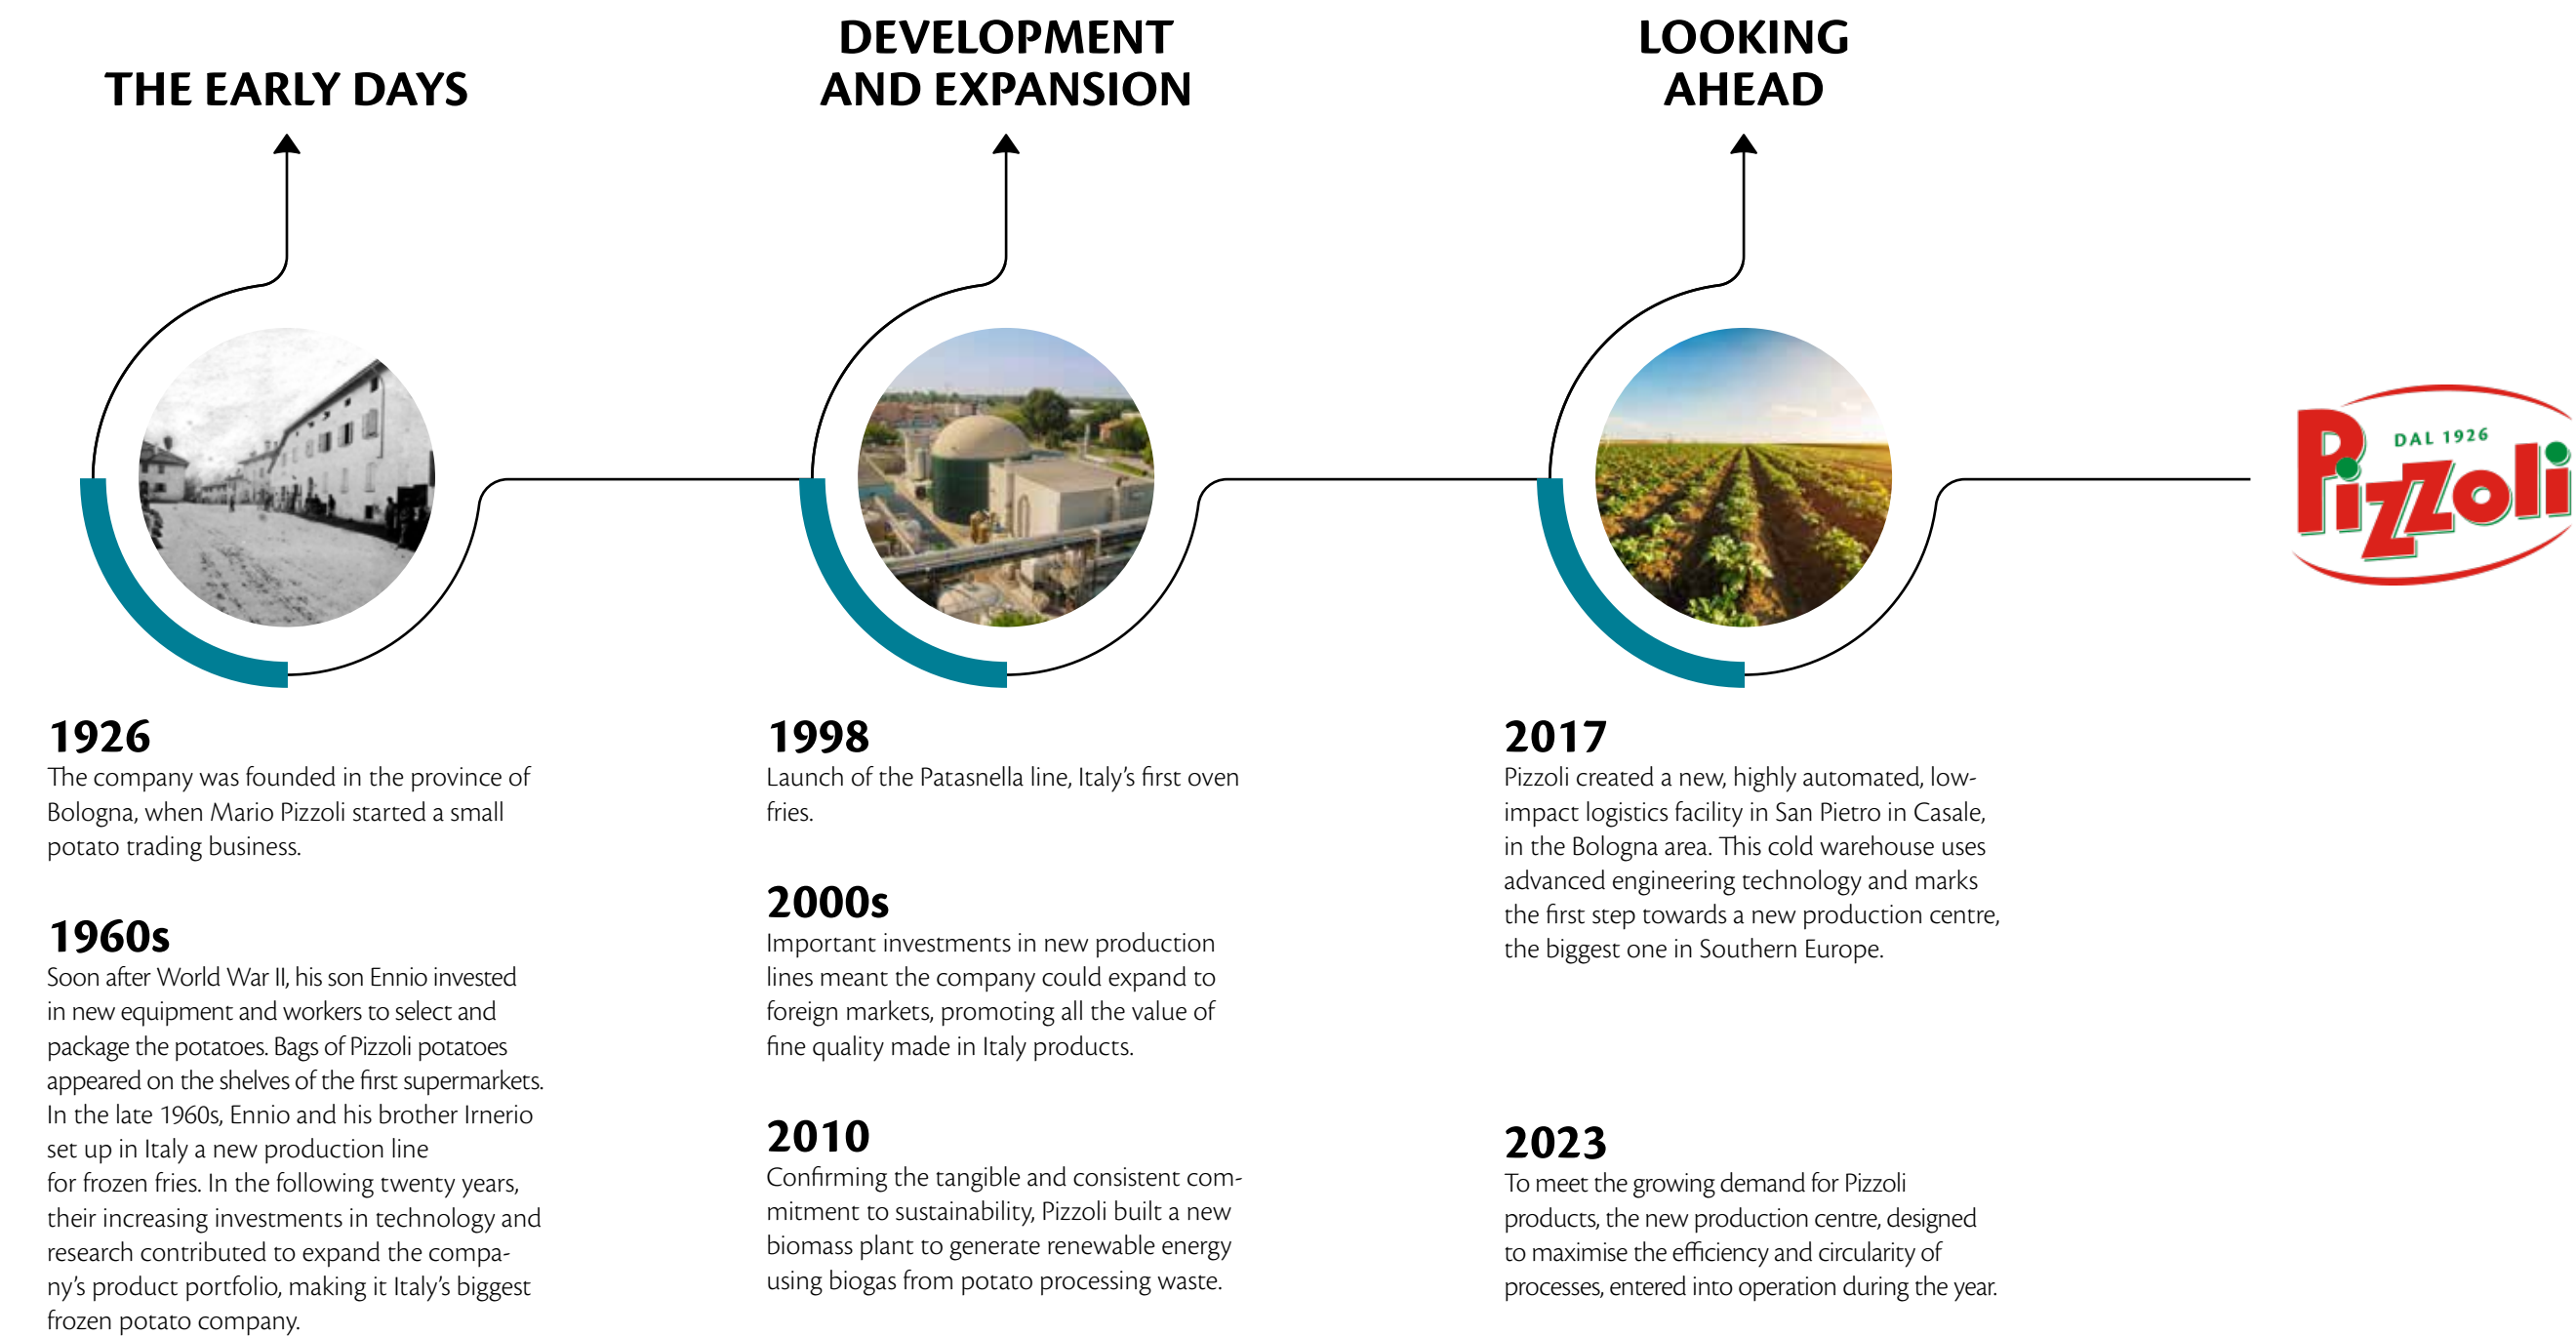 THE EARLY DAYS
1926
The company was founded in the province of
Bologna, when Mario Pizzoli started a small
potato trading business.
1960s
Soon after World War II, his son Ennio invested
in new equipment and workers to select and
package the potatoes. Bags of Pizzoli potatoes
appeared on the shelves of the first supermarkets.
In the late 1960s, Ennio and his brother Irnerio
set up in Italy a new production line
for frozen fries. In the following twenty years,
their increasing investments in technology and
research contributed to expand the compa-
ny's product portfolio, making it Italy's biggest
frozen potato company.
DEVELOPMENT
AND EXPANSION
1998
Launch of the Patasnella line, Italy's first oven
fries.
2000s
Important investments in new production
lines meant the company could expand to
foreign markets, promoting all the value of
fine quality made in Italy products.
2010
Confirming the tangible and consistent com-
mitment to sustainability, Pizzoli built a new
biomass plant to generate renewable energy
using biogas from potato processing waste.
LOOKING
AHEAD
2017
Pizzoli created a new, highly automated, low-
impact logistics facility in San Pietro in Casale,
in the Bologna area. This cold warehouse uses
advanced engineering technology and marks
the first step towards a new production centre,
the biggest one in Southern Europe.
2023
To meet the growing demand for Pizzoli
products, the new production centre, designed
to maximise the efficiency and circularity of
processes, entered into operation during the year.
DAL 1926
Pizzoli